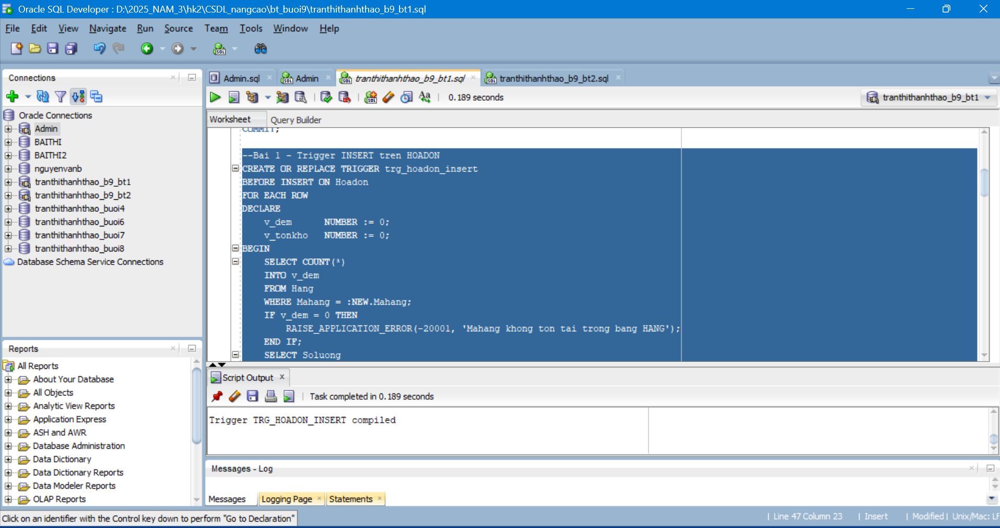 Oracle SQL Developer : D:\2025_NAM_3\hk2\CSDL_nangcao\bt_buoi9\tranthithanhthao_b9_bt1.sql
File Edit View Navigate Run Source Team Tools Window Help
Connections
Oracle Connections
Admin
BAITHI
BAITHI2
nguyenvanb
tranthithanhthao_b9_bt1
tranthithanhthao_b9_bt2
tranthithanhthao_buoi4
tranthithanhthao_buoi6
tranthithanhthao_buoi7
tranthithanhthao_buoi8
Database Schema Service Connections
Reports
All Reports
About Your Database
All Objects
Analytic View Reports
Application Express
ASH and AWR
Database Administration
Data Dictionary
Data Dictionary Reports
Data Modeler Reports
OLAP Reports
Admin.sql Admin tranthithanhthao_b9_bt1.sql tranthithanhthao_b9_bt2.sql
0.189 seconds
tranthithanhthao_b9_bt1
Worksheet Query Builder
COMMIT;
--Bai 1 - Trigger INSERT tren HOADON
CREATE OR REPLACE TRIGGER trg_hoadon_insert
BEFORE INSERT ON Hoadon
FOR EACH ROW
DECLARE
v_dem NUMBER := 0;
v_tonkho NUMBER := 0;
BEGIN
SELECT COUNT(*)
INTO v_dem
FROM Hang
WHERE Mahang = :NEW.Mahang;
IF v_dem = 0 THEN
RAISE_APPLICATION_ERROR(-20001, 'Mahang khong ton tai trong bang HANG');
END IF;
SELECT Soluong
Script Output
Task completed in 0.189 seconds
Trigger TRG_HOADON_INSERT compiled
Messages - Log
Messages Logging Page Statements
Click on an identifier with the Control key down to perform "Go to Declaration"
| Line 47 Column 23 | Insert | Modified | Unix/Mac: LF